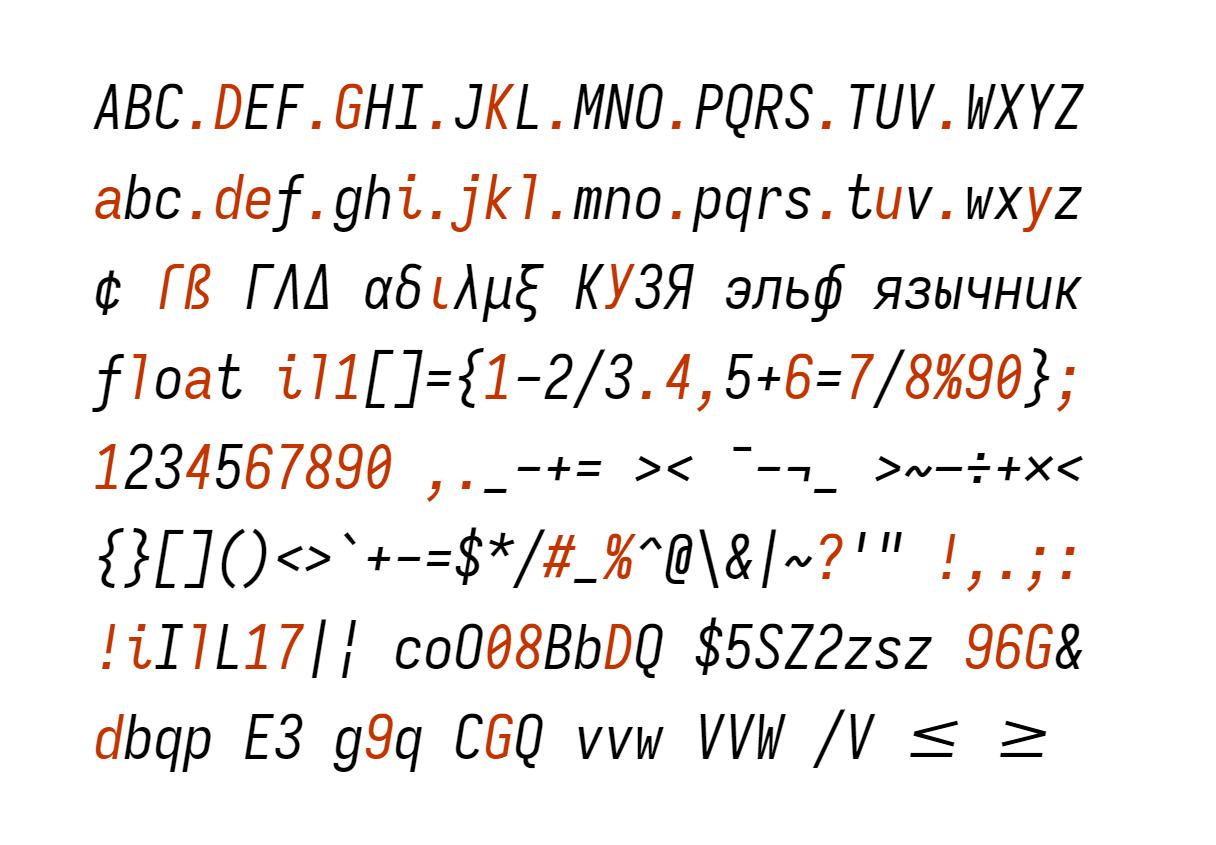 ABC.DEF.GHI.JKL.MNO.PQRS.TUV.WXYZ
abc.def.ghi.jkl.mno.pqrs.tuv.wxyz
¢ ſß ΓΛΔ αδιλμξ КУЗЯ эльф язычник
float il1[]={1-2/3.4,5+6=7/8%90};
1234567890 ,._-+= >< ¯-¬_ >~–÷+×<
{}[]()<>`+-=$*/#_%^@\&|~?'" !,.;:
!iIlL17|¦ coO08BbDQ $5SZ2zsz 96G&
dbqp E3 g9q CGQ vvw VVW /V ≤ ≥